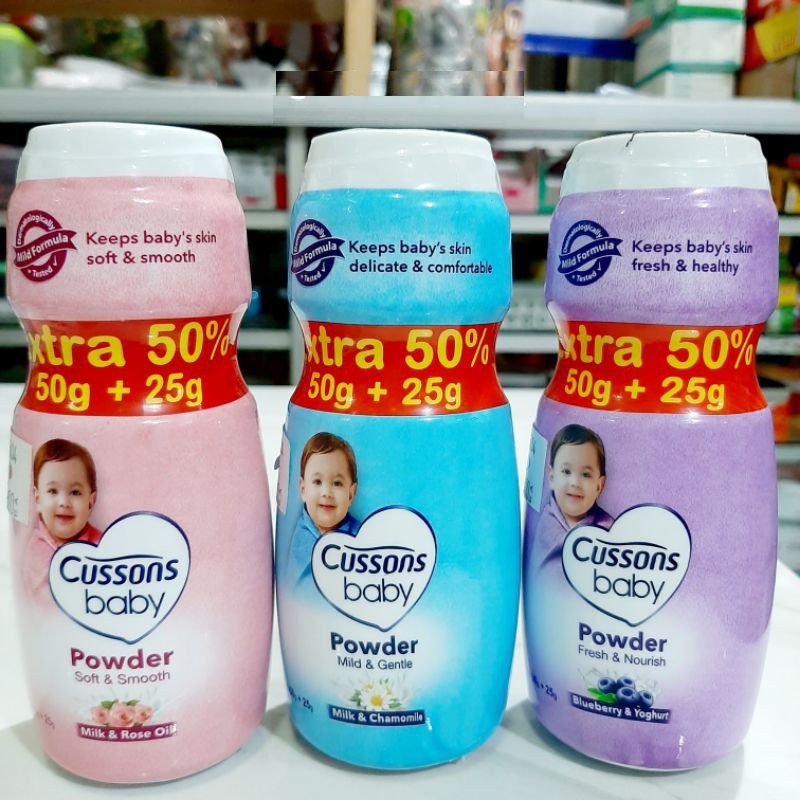 Dermatologically
Mild Formula
Tested
Keeps baby's skin
soft & smooth
xtra 50%
50g + 25g
Cussons
baby
Powder
Soft & Smooth
Milk & Rose Oil
Dermatologically
Mild Formula
Tested
Keeps baby's skin
delicate & comfortable
xtra 50%
50g + 25g
Cussons
baby
Powder
Mild & Gentle
Milk & Chamomile
50g + 25g
Dermatologically
Mild Formula
Tested
Keeps baby's skin
fresh & healthy
xtra 50%
50g + 25g
Cussons
baby
Powder
Fresh & Nourish
Blueberry & Yoghurt
+ 25g